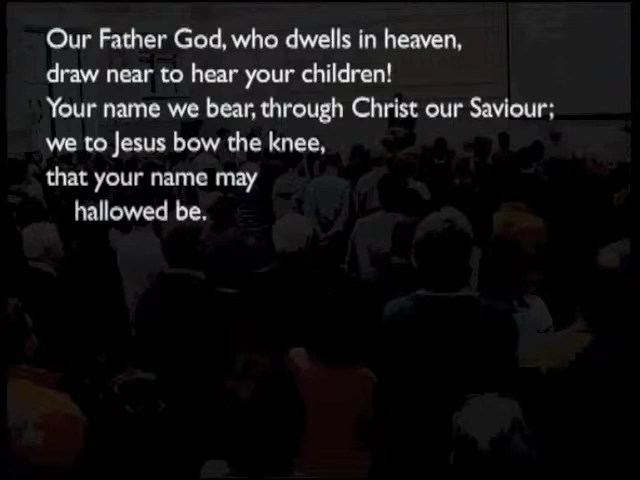 Our Father God, who dwells in heaven,
draw near to hear your children!
Your name we bear, through Christ our Saviour;
we to Jesus bow the knee,
that your name may
hallowed be.